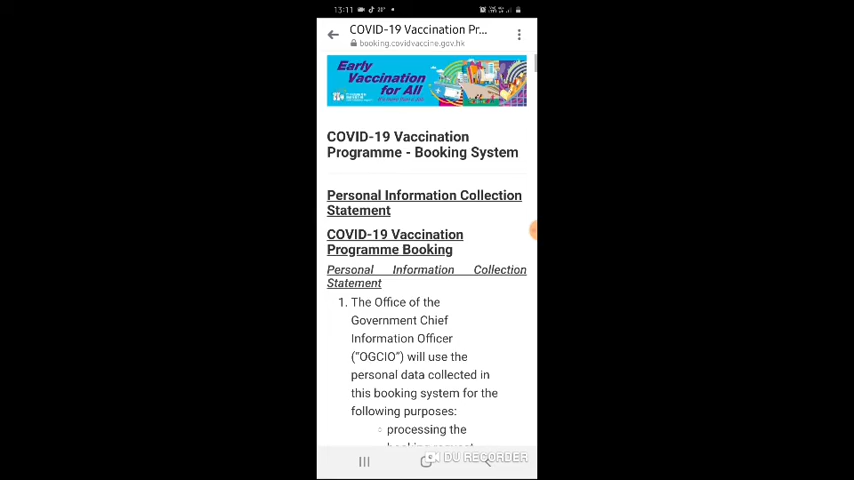 13:11
28°
COVID-19 Vaccination Pr...
booking.covidvaccine.gov.hk
Early
Vaccination
for All
COVID-19 Vaccination
Programme - Booking System
Personal Information Collection
Statement
COVID-19 Vaccination
Programme Booking
Personal Information Collection
Statement
1. The Office of the
Government Chief
Information Officer
("OGCIO") will use the
personal data collected in
this booking system for the
following purposes:
○ processing the
booking request
DU RECORDER